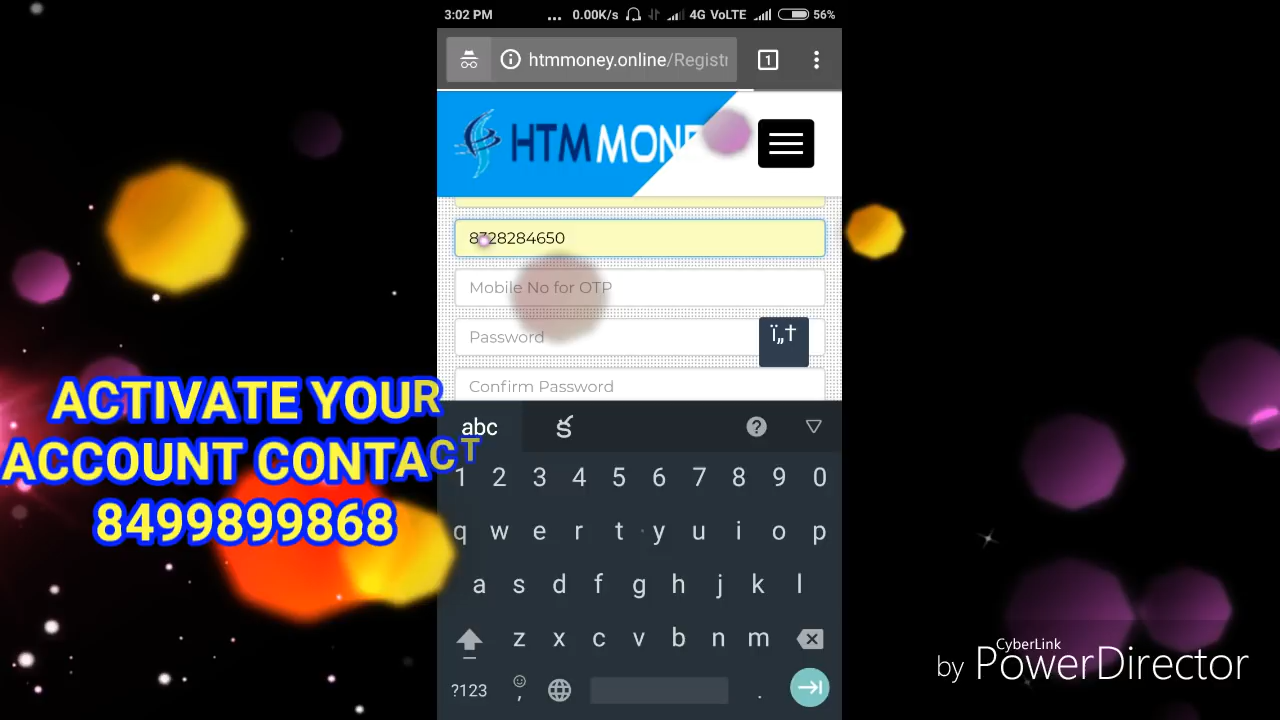 3:02 PM ... 0.00K/s 4G VoLTE 56%
htmmoney.online/Registr 1
HTM MONE
8728284650
Mobile No for OTP
Password ï„†
Confirm Password
ACTIVATE YOUR
ACCOUNT CONTACT
8499899868
abc క ?
1 2 3 4 5 6 7 8 9 0
q w e r t y u i o p
a s d f g h j k l
z x c v b n m
?123 , .
CyberLink
by PowerDirector